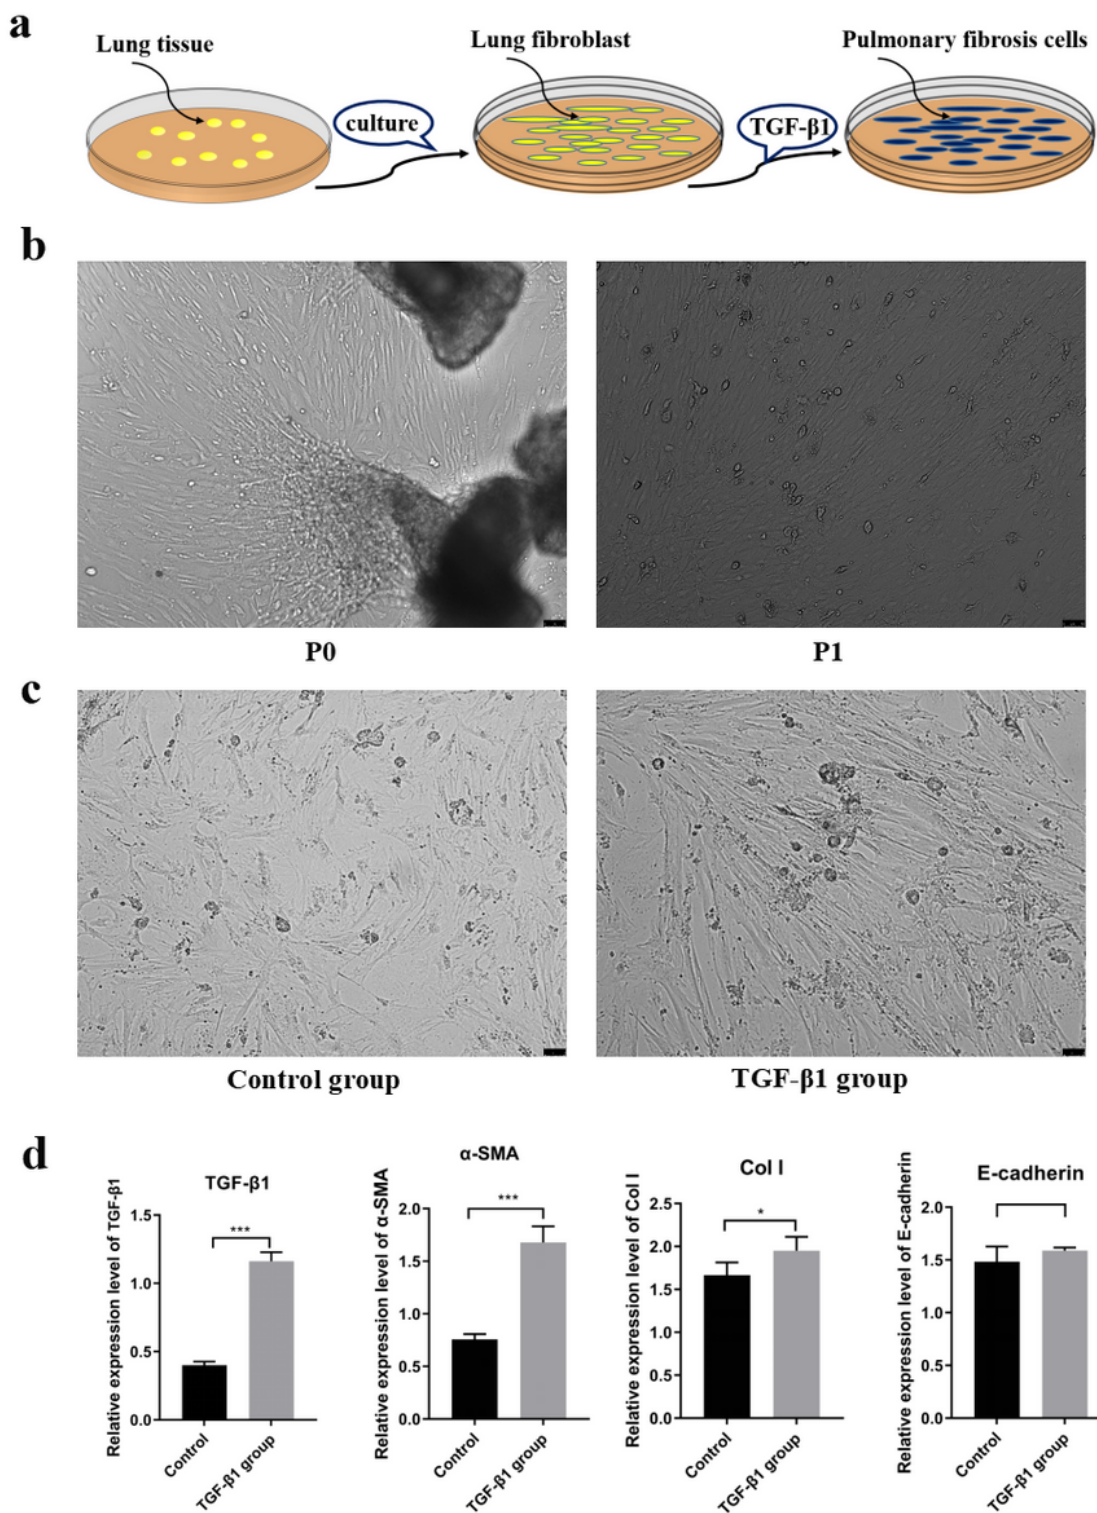 a
Lung tissue
Lung fibroblast
Pulmonary fibrosis cells
culture
TGF-β1
b
P0
P1
c
Control group
TGF-β1 group
d
TGF-β1
Relative expression level of TGF-β1
1.5
1.0
0.5
0.0
***
Control
TGF-β1 group
α-SMA
Relative expression level of α-SMA
2.0
1.5
1.0
0.5
0.0
***
Control
TGF-β1 group
Col I
Relative expression level of Col I
2.5
2.0
1.5
1.0
0.5
0.0
*
Control
TGF-β1 group
E-cadherin
Relative expression level of E-cadherin
2.0
1.5
1.0
0.5
0.0
Control
TGF-β1 group